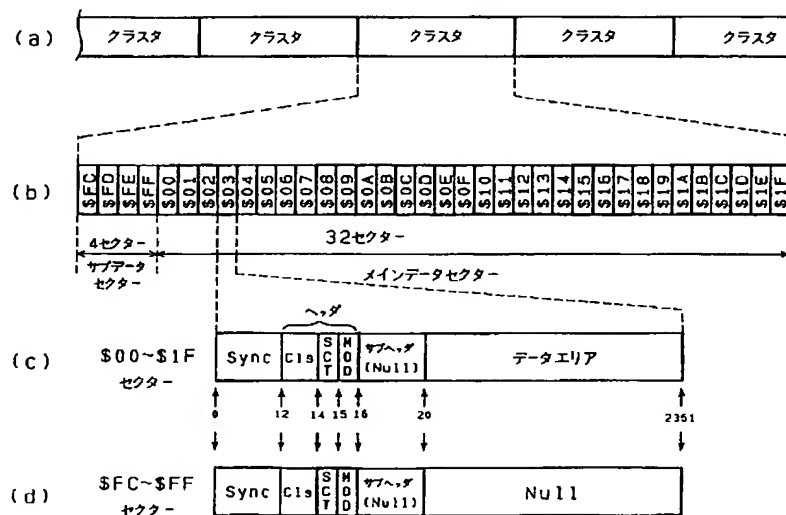 (a) クラスタ クラスタ クラスタ クラスタ クラスタ
(b) $FC $FD $FE $FF $00 $01 $02 $03 $04 $05 $06 $07 $08 $09 $0A $0B $0C $0D $0E $0F $10 $11 $12 $13 $14 $15 $16 $17 $18 $19 $1A $1B $1C $1D $1E $1F
4セクター 32セクター
サブデータ
セクター
メインデータセクター
ヘッダ
(c) $00~$1F
セクター
Sync Cls SCT MOD サブヘッダ
(Null)
データエリア
0 12 14 15 16 20 2351
(d) $FC~$FF
セクター
Sync Cls SCT MOD サブヘッダ
(Null)
Null